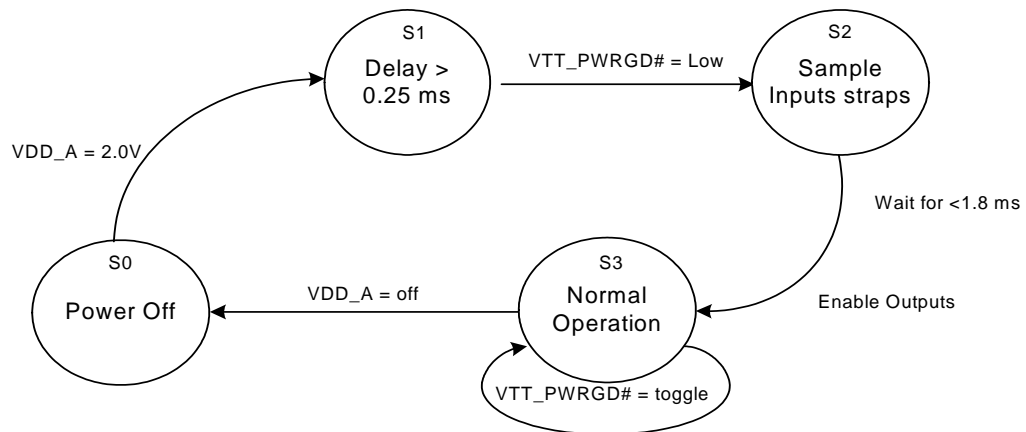 S1
Delay >
0.25 ms
VTT_PWRGD# = Low
S2
Sample
Inputs straps
VDD_A = 2.0V
Wait for <1.8 ms
S0
Power Off
VDD_A = off
S3
Normal
Operation
Enable Outputs
VTT_PWRGD# = toggle